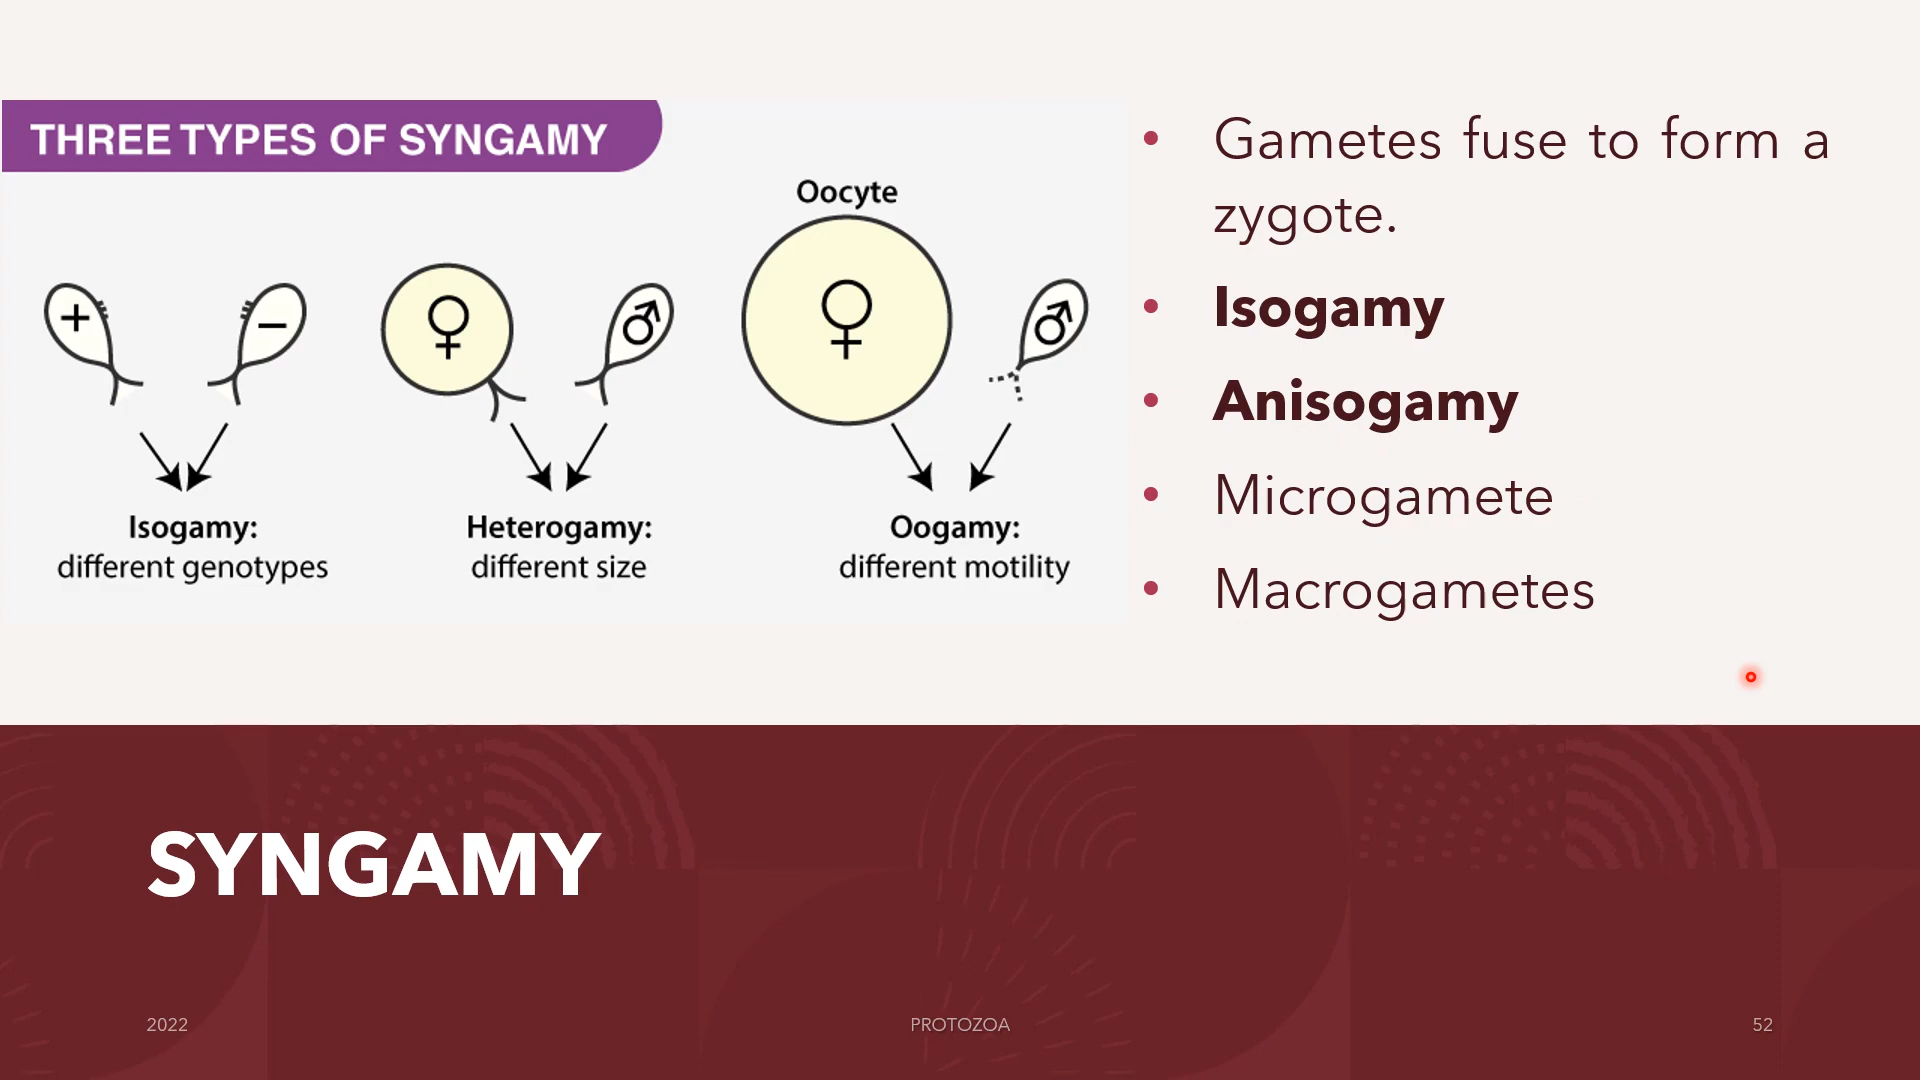 THREE TYPES OF SYNGAMY
Oocyte
+
−
♀
♂
♀
♂
Isogamy:
different genotypes
Heterogamy:
different size
Oogamy:
different motility
• Gametes fuse to form a
zygote.
• Isogamy
• Anisogamy
• Microgamete
• Macrogametes
SYNGAMY
2022
PROTOZOA
52